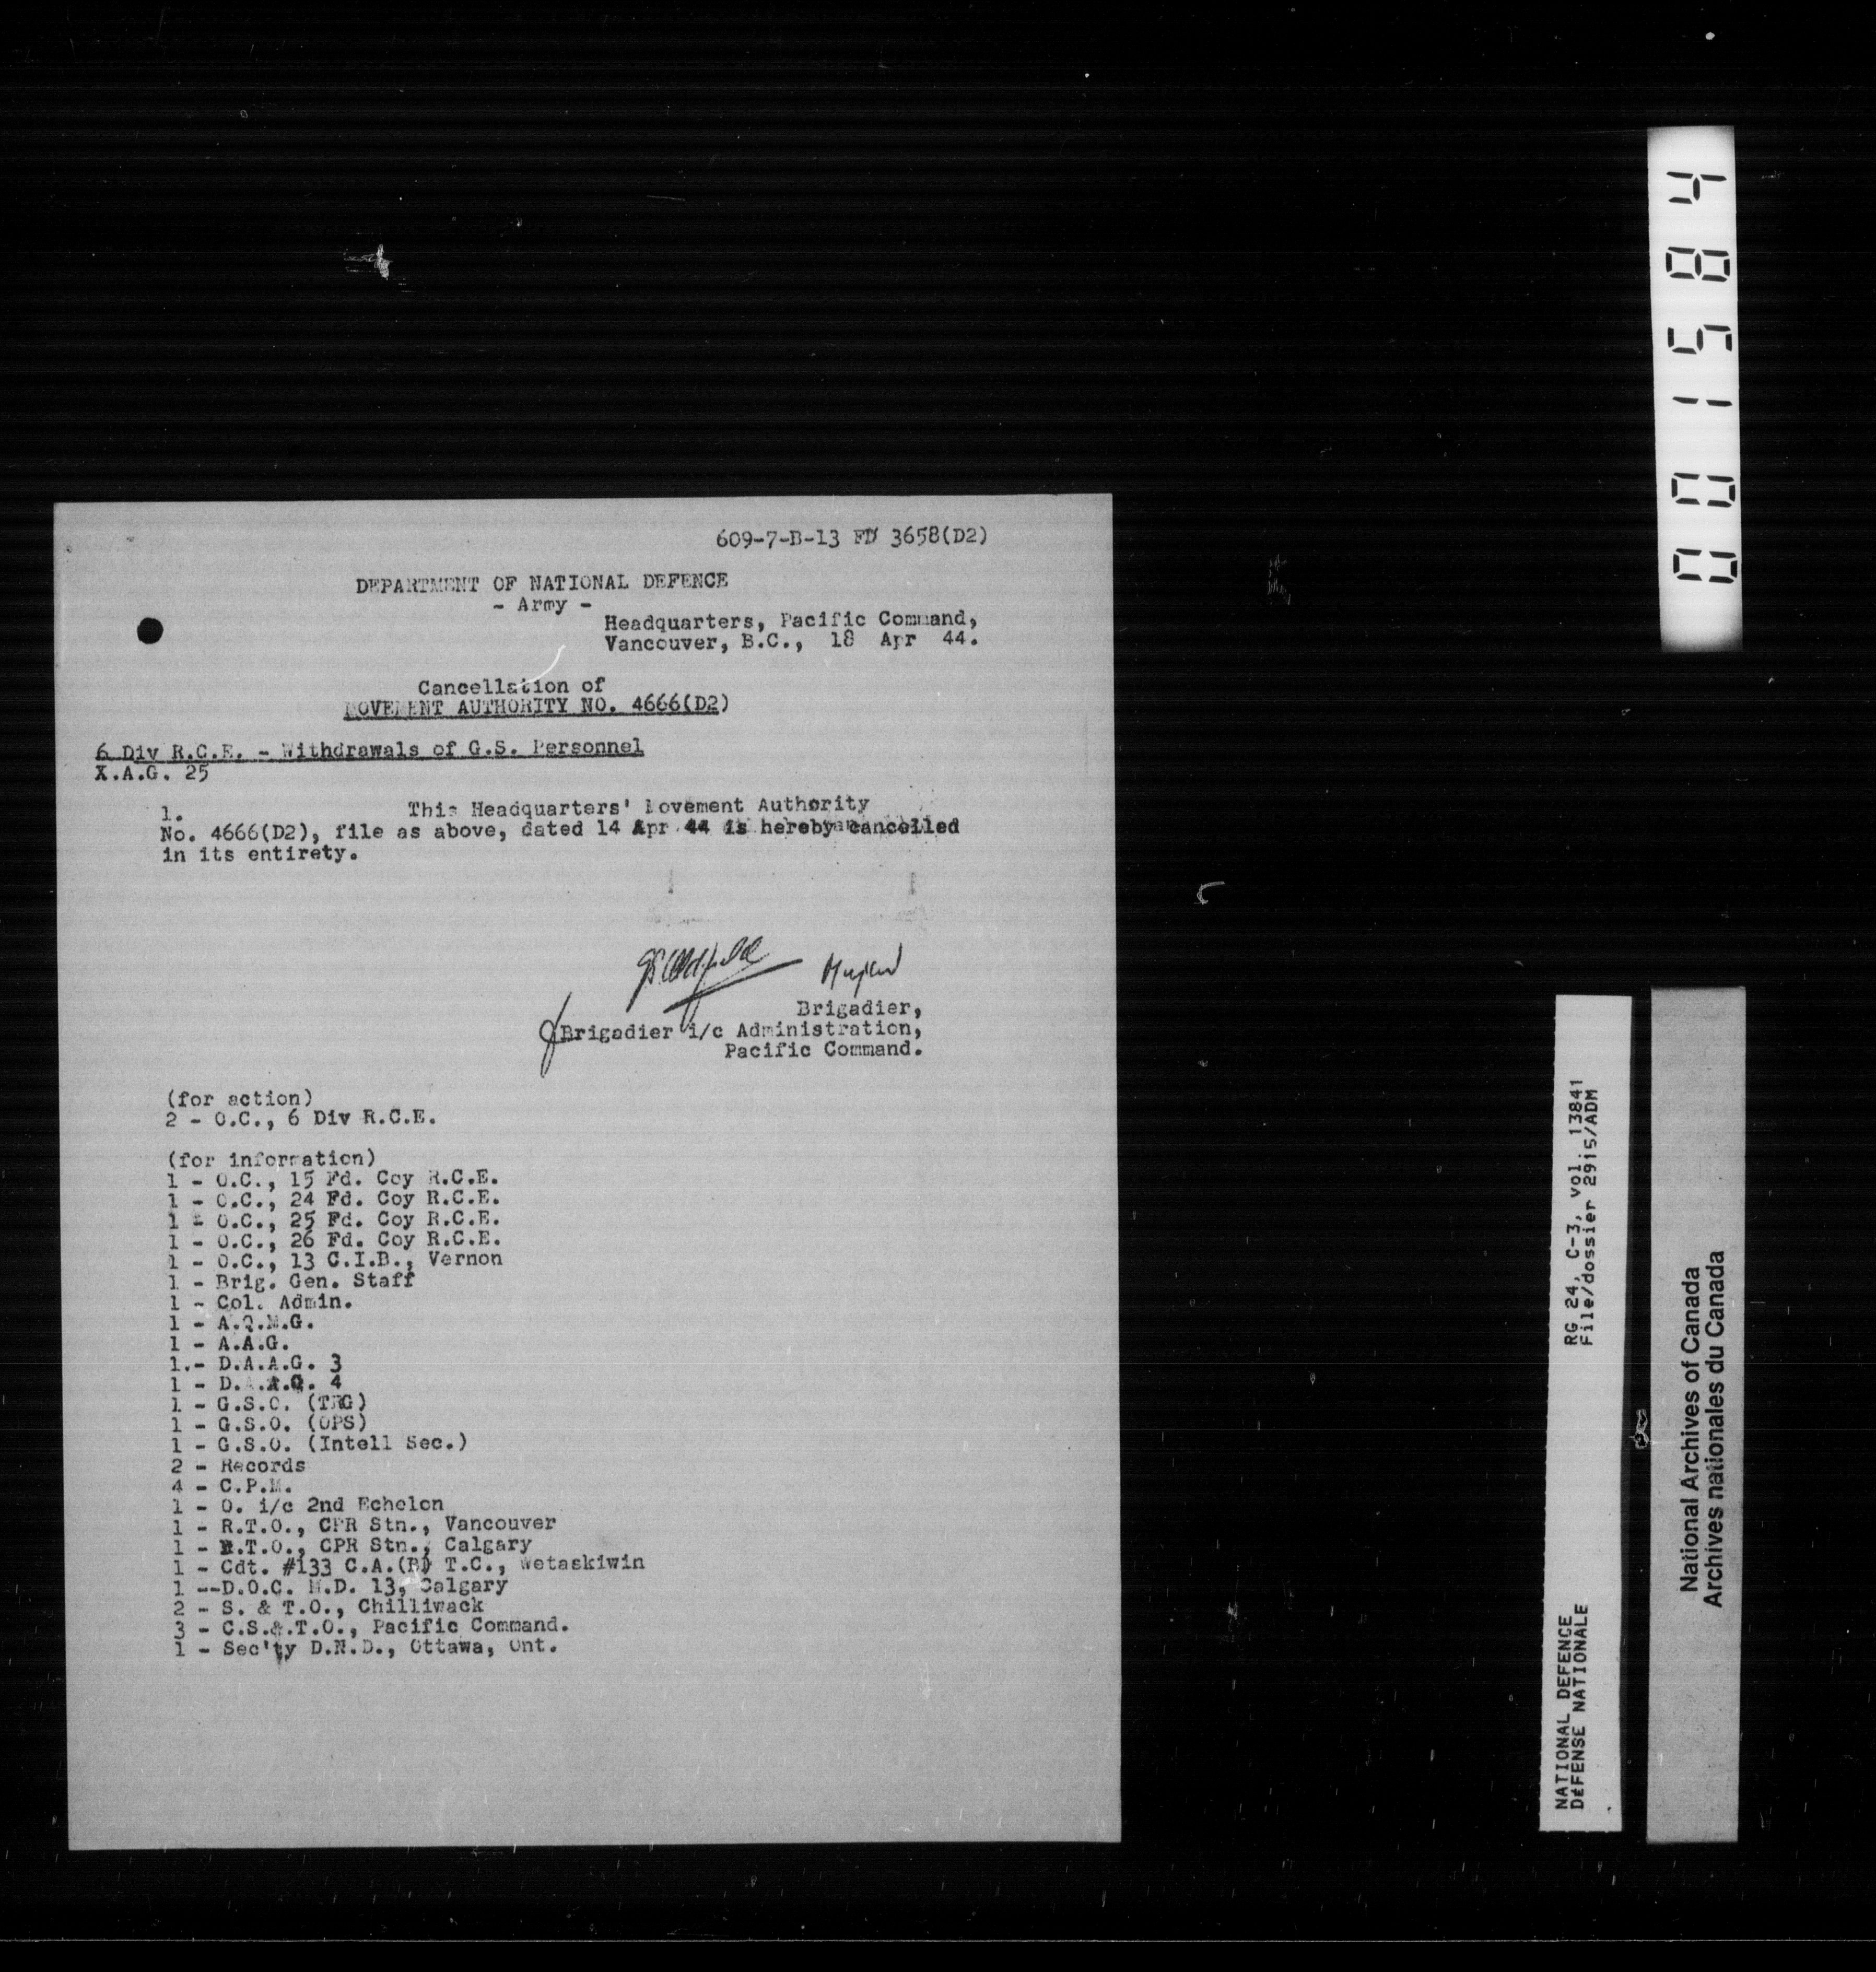 609-7-B-13 FD 3658(D2)
DEPARTMENT OF NATIONAL DEFENCE
- Army -
Headquarters, Pacific Command,
Vancouver, B.C., 18 Apr 44.
Cancellation of
MOVEMENT AUTHORITY NO. 4666(D2)
6 Div R.C.E. - Withdrawals of G.S. Personnel
X.A.G. 25
1. This Headquarters' Movement Authority
No. 4666(D2), file as above, dated 14 Apr 44 is hereby cancelled
in its entirety.
Brigadier,
Brigadier i/c Administration,
Pacific Command.
(for action)
2 - O.C., 6 Div R.C.E.
(for information)
1 - O.C., 15 Fd. Coy R.C.E.
1 - O.C., 24 Fd. Coy R.C.E.
1 - O.C., 25 Fd. Coy R.C.E.
1 - O.C., 26 Fd. Coy R.C.E.
1 - O.C., 13 C.I.B., Vernon
1 - Brig. Gen. Staff
1 - Col. Admin.
1 - A.Q.M.G.
1 - A.A.G.
1.- D.A.A.G. 3
1 - D.A.A.G. 4
1 - G.S.O. (TRG)
1 - G.S.O. (OPS)
1 - G.S.O. (Intell Sec.)
2 - Records
4 - C.P.M.
1 - O. i/c 2nd Echelon
1 - R.T.O., CPR Stn., Vancouver
1 - R.T.O., CPR Stn., Calgary
1 - Cdt. #133 C.A.(B) T.C., Wetaskiwin
1 --D.O.C. M.D. 13, Calgary
2 - S. & T.O., Chilliwack
3 - C.S.&.T.O., Pacific Command.
1 - Sec'ty D.N.D., Ottawa, Ont.
001584
NATIONAL DEFENCE RG 24, C-3, vol. 13841
DéFENSE NATIONALE File/dossier 2915/ADM
National Archives of Canada
Archives nationales du Canada